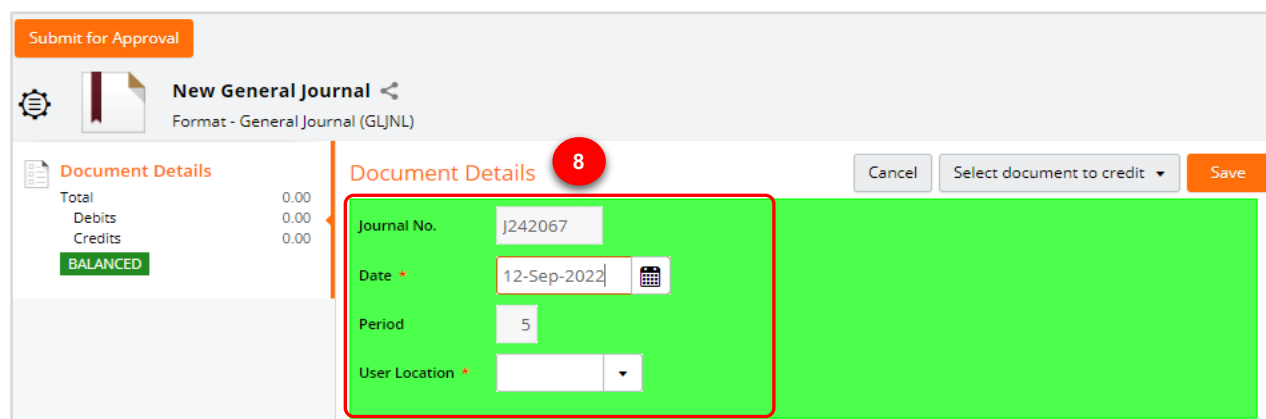 Submit for Approval
New General Journal
Format - General Journal (GLJNL)
Document Details
Total 0.00
Debits 0.00
Credits 0.00
BALANCED
Document Details
8
Cancel
Select document to credit
Save
Journal No. J242067
Date * 12-Sep-2022
Period 5
User Location *